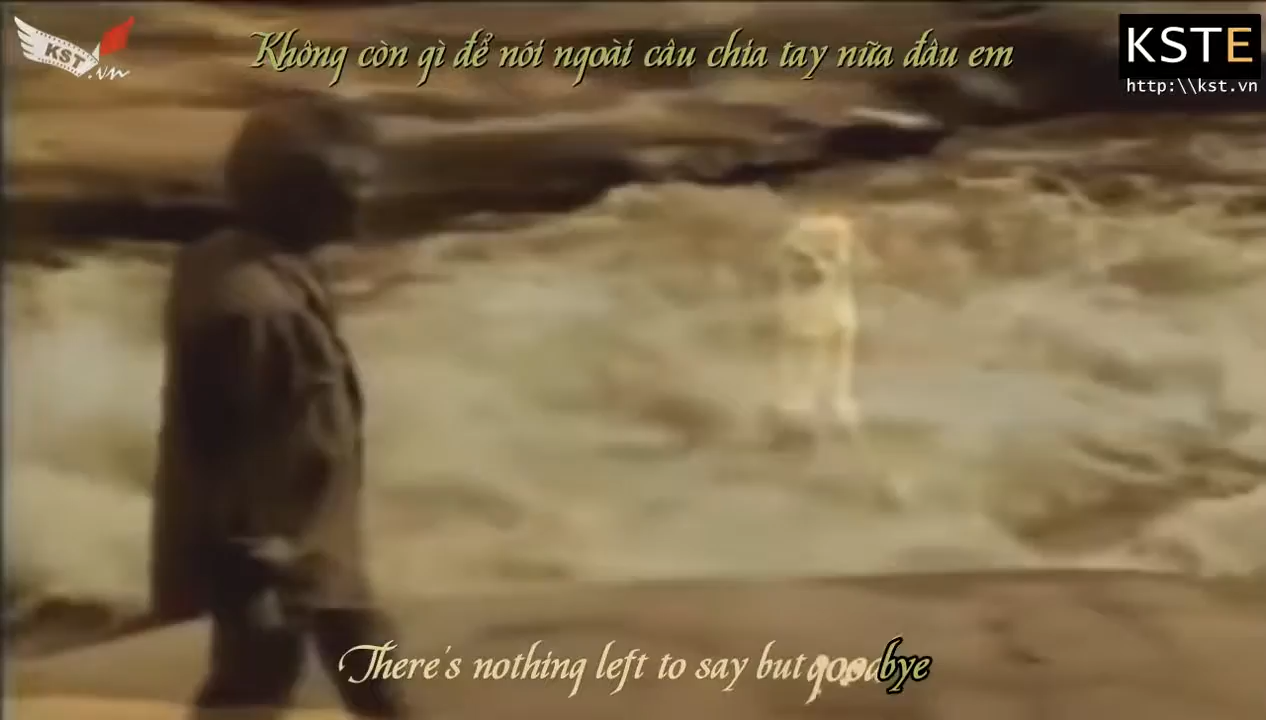 KST.vn
Không còn gì để nói ngoài câu chia tay nữa đâu em
KSTE
http:\\kst.vn
There's nothing left to say but goodbye